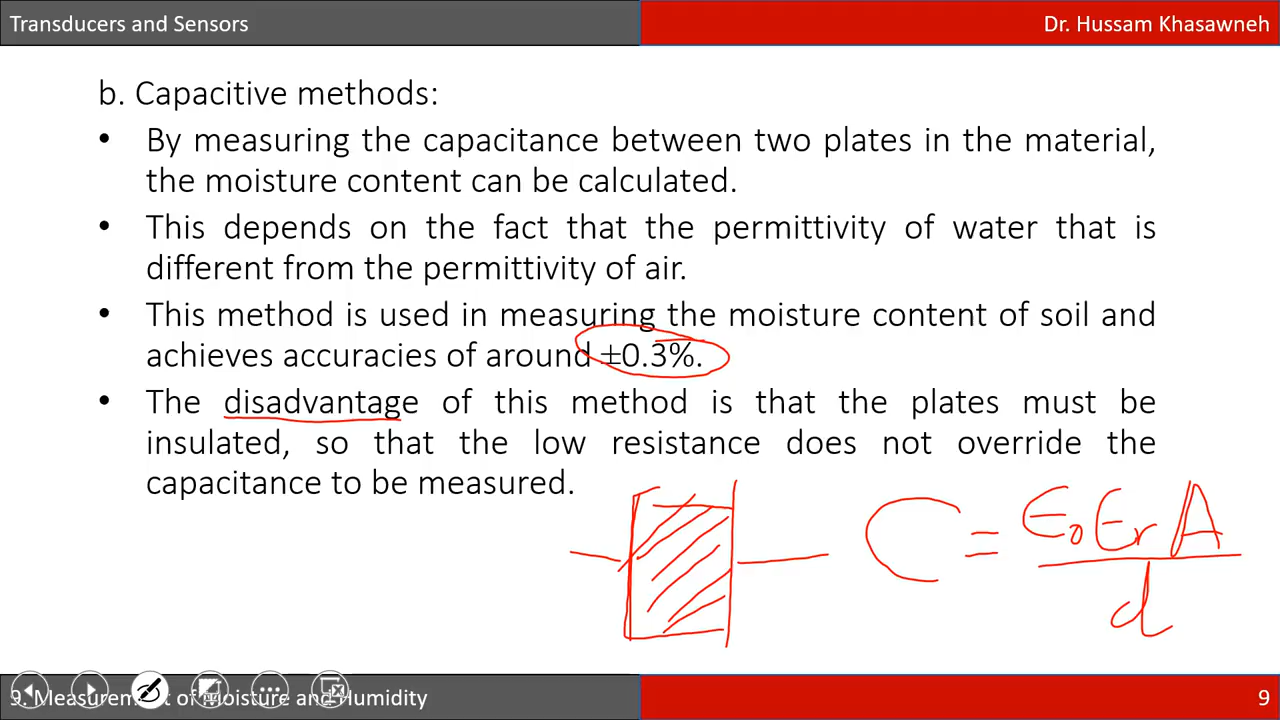 Transducers and Sensors
Dr. Hussam Khasawneh
b. Capacitive methods:
• By measuring the capacitance between two plates in the material,
the moisture content can be calculated.
• This depends on the fact that the permittivity of water that is
different from the permittivity of air.
• This method is used in measuring the moisture content of soil and
achieves accuracies of around ±0.3%.
• The disadvantage of this method is that the plates must be
insulated, so that the low resistance does not override the
capacitance to be measured.
C = ϵ₀ ϵᵣ A / d
9. Measurement of Moisture and Humidity
9